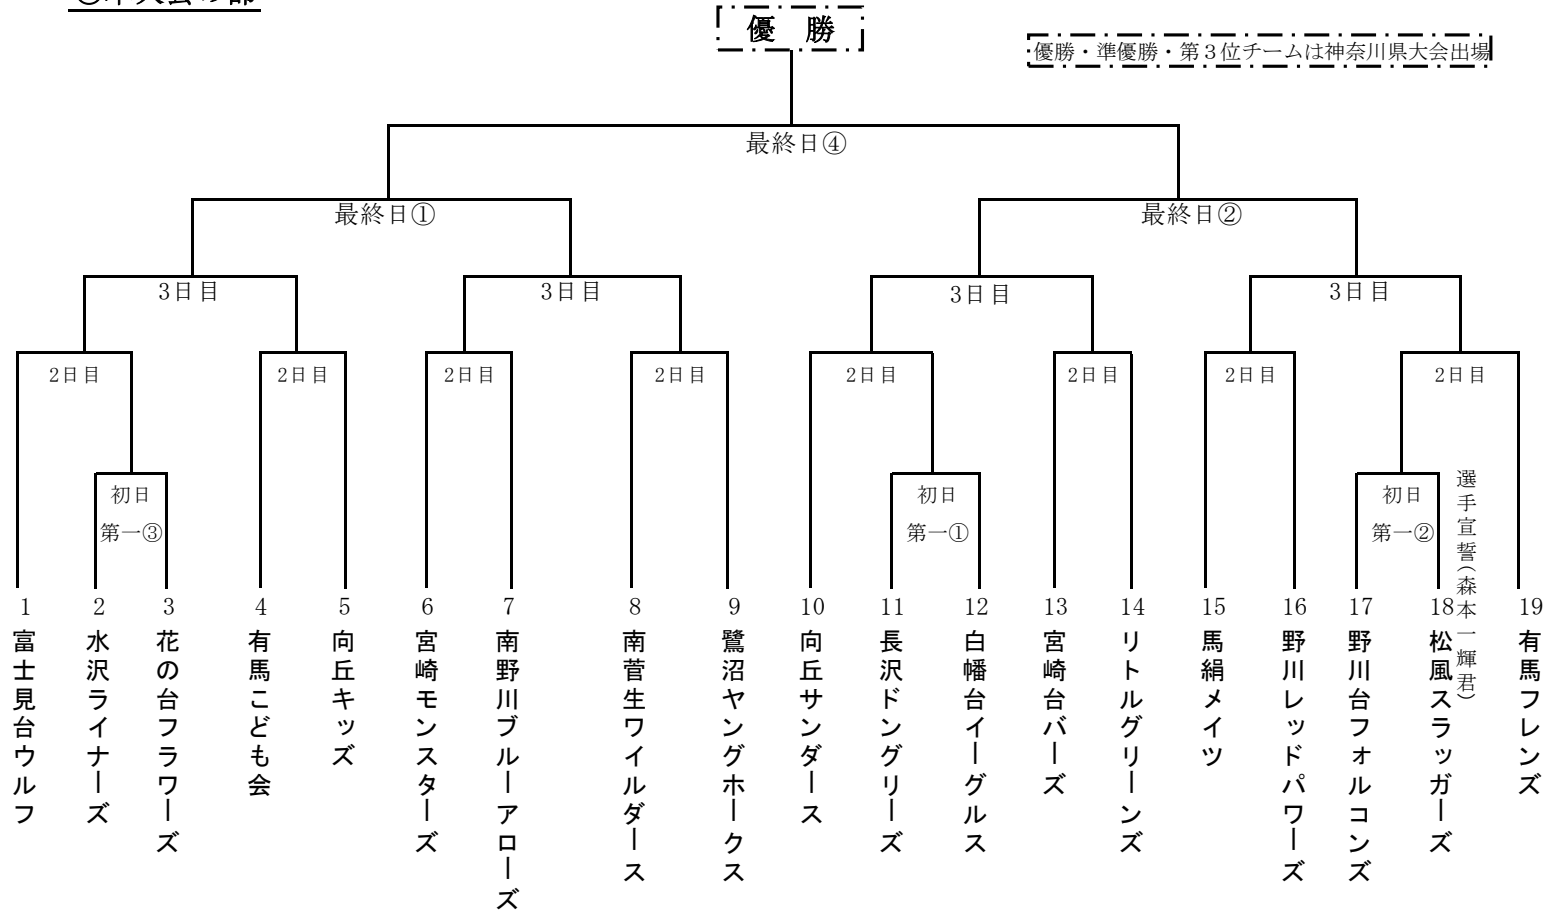 本大会の部
優 勝
優勝・準優勝・第3位チームは神奈川県大会出場
最終日④
最終日①
最終日②
3日目
3日目
3日目
3日目
2日目
2日目
2日目
2日目
2日目
2日目
2日目
2日目
初日
第一③
初日
第一①
初日
第一②
選手宣誓(森本一輝君)
1
富士見台ウルフ
2
水沢ライナーズ
3
花の台フラワーズ
4
有馬こども会
5
向丘キッズ
6
宮崎モンスターズ
7
南野川ブルーアローズ
8
南菅生ワイルダース
9
鷺沼ヤングホークス
10
向丘サンダース
11
長沢ドングリーズ
12
白幡台イーグルス
13
宮崎台バーズ
14
リトルグリーンズ
15
馬絹メイツ
16
野川レッドパワーズ
17
野川台フォルコンズ
18
松風スラッガーズ
19
有馬フレンズ